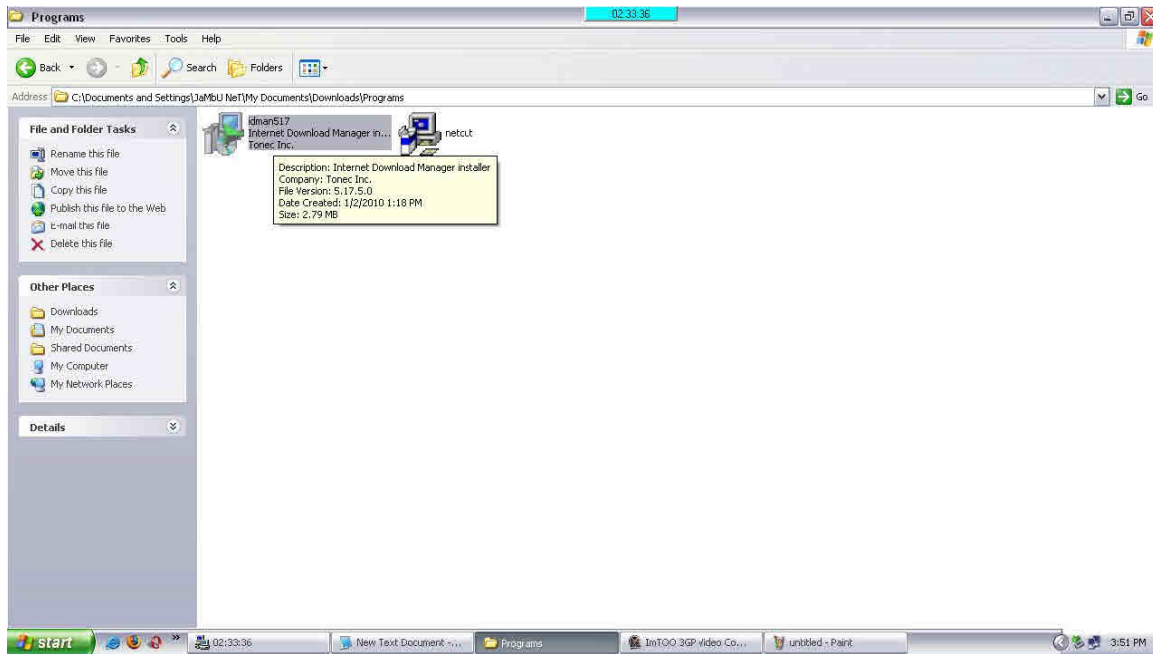 Programs
02:33:36
File Edit View Favorites Tools Help
Back Search Folders
Address C:\Documents and Settings\JaMbU NeT\My Documents\Downloads\Programs Go
File and Folder Tasks
Rename this file
Move this file
Copy this file
Publish this file to the Web
E-mail this file
Delete this file
Other Places
Downloads
My Documents
Shared Documents
My Computer
My Network Places
Details
idman517
Internet Download Manager in...
Tonec Inc.
netcut
Description: Internet Download Manager installer
Company: Tonec Inc.
File Version: 5.17.5.0
Date Created: 1/2/2010 1:18 PM
Size: 2.79 MB
start 02:33:36 New Text Document -... Programs ImTOO 3GP Video Co... untitled - Paint 3:51 PM